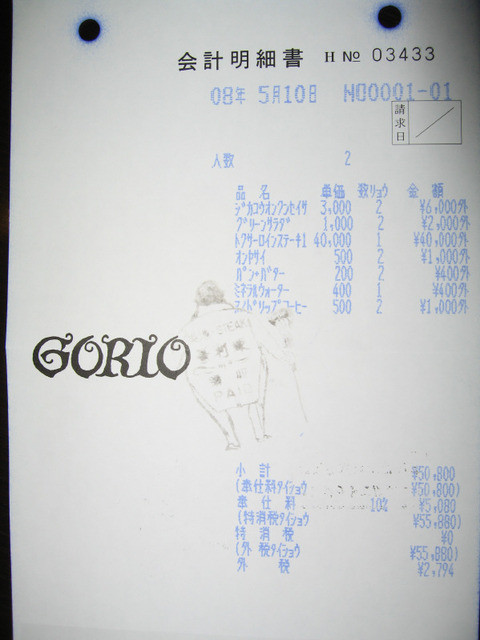 会計明細書 H No 03433
08年 5月10日 N00001-01
請求日
人数 2
品 名 単価 数リョウ 金 額
ジカコウオンクンセイサ 3,000 2 ¥6,000外
グリーンサラダ 1,000 2 ¥2,000外
トクサーロインステーキ1 40,000 1 ¥40,000外
オンヤサイ 500 2 ¥1,000外
パン・バター 200 2 ¥400外
ミネラルウォーター 400 1 ¥400外
ドリップコーヒー 500 2 ¥1,000外
GORIO
小 計 ¥50,800
(奉仕料タイショウ ¥50,800)
奉 仕 料 10% ¥5,080
(特消税タイショウ ¥55,880)
特 消 税 ¥0
(外 税タイショウ ¥55,880)
外 税 ¥2,794